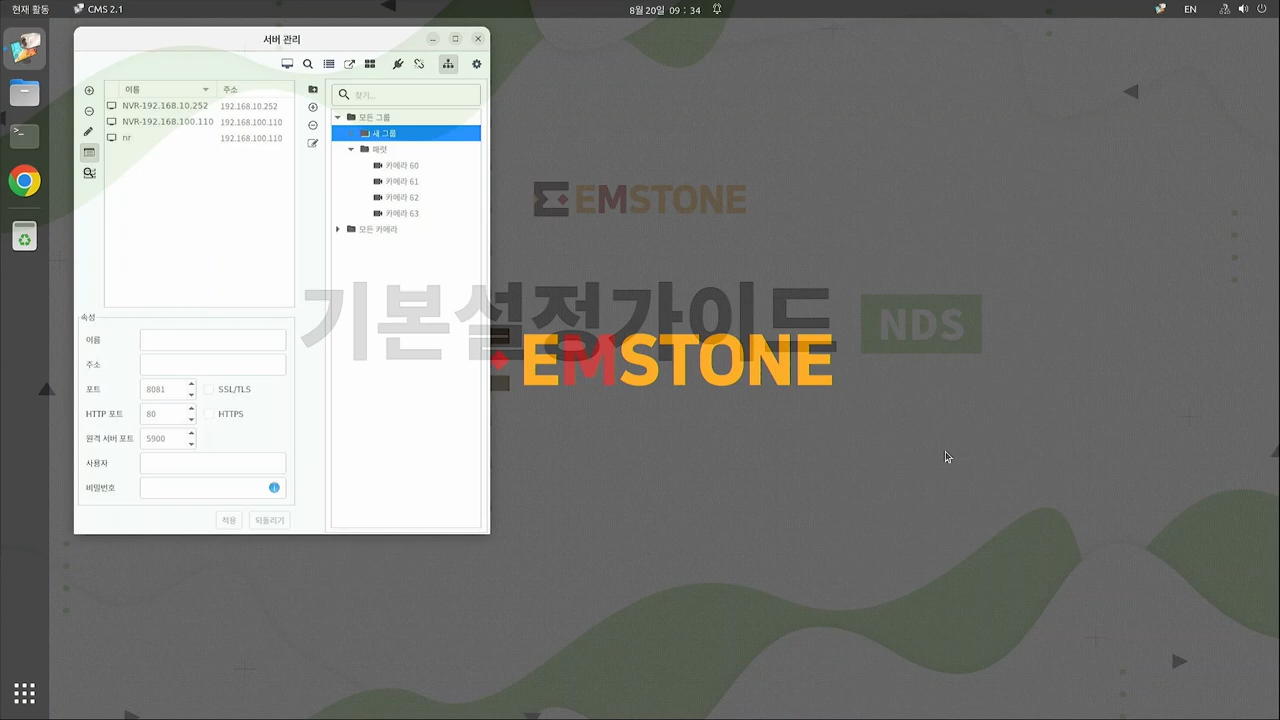 현재 활동
CMS 2.1
8월 20일 09 : 34
EN
서버 관리
이름
주소
NVR-192.168.10.252
192.168.10.252
NVR-192.168.100.110
192.168.100.110
nr
192.168.100.110
찾기...
모든 그룹
새 그룹
패럿
카메라 60
카메라 61
카메라 62
카메라 63
모든 카메라
EMSTONE
기본설정가이드
NDS
EMSTONE
속성
이름
주소
포트
8081
SSL/TLS
HTTP 포트
80
HTTPS
원격 서버 포트
5900
사용자
비밀번호
적용
되돌리기